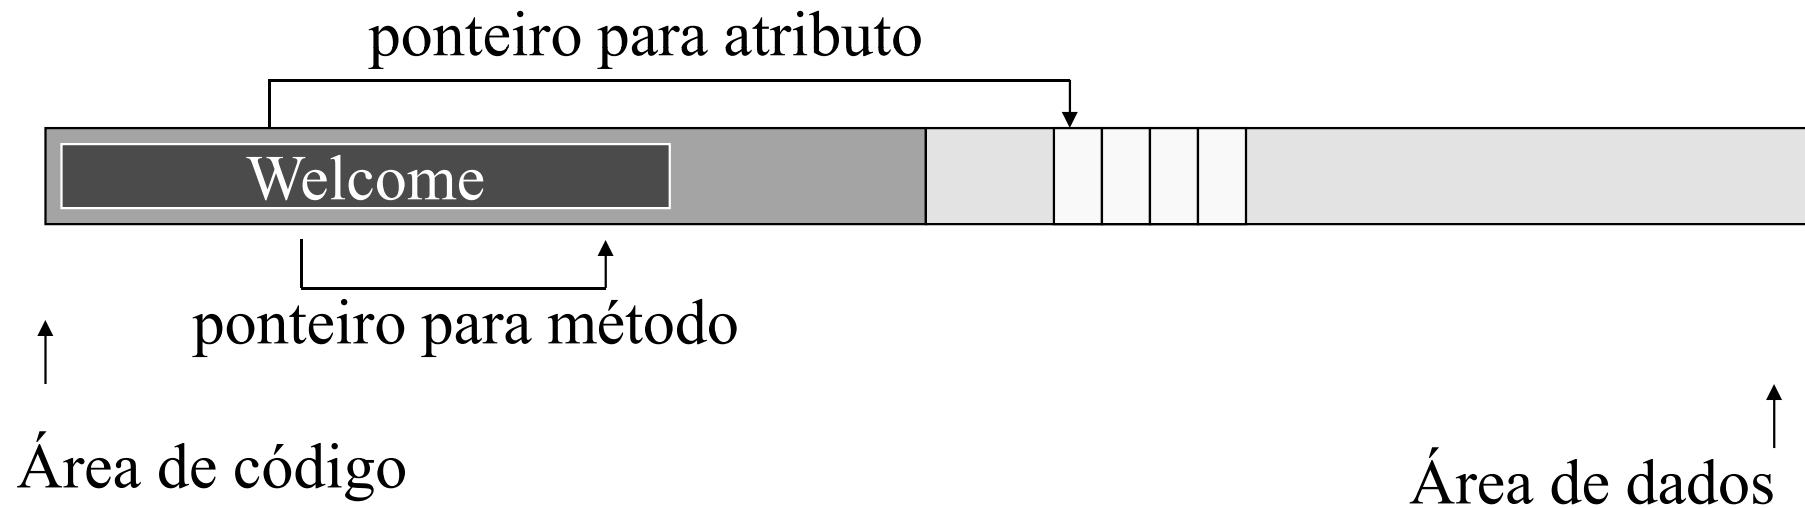 ponteiro para atributo
Welcome
ponteiro para método
Área de código
Área de dados